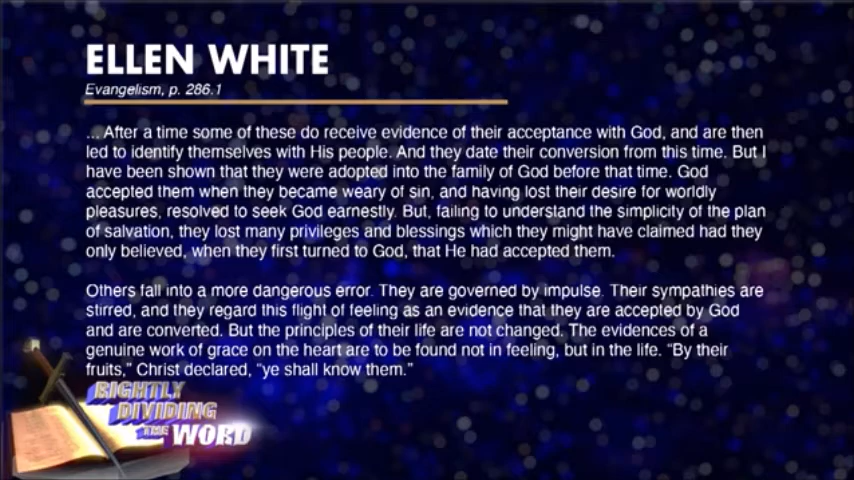 ELLEN WHITE
Evangelism, p. 286.1
... After a time some of these do receive evidence of their acceptance with God, and are then
led to identify themselves with His people. And they date their conversion from this time. But I
have been shown that they were adopted into the family of God before that time. God
accepted them when they became weary of sin, and having lost their desire for worldly
pleasures, resolved to seek God earnestly. But, failing to understand the simplicity of the plan
of salvation, they lost many privileges and blessings which they might have claimed had they
only believed, when they first turned to God, that He had accepted them.
Others fall into a more dangerous error. They are governed by impulse. Their sympathies are
stirred, and they regard this flight of feeling as an evidence that they are accepted by God
and are converted. But the principles of their life are not changed. The evidences of a
genuine work of grace on the heart are to be found not in feeling, but in the life. "By their
fruits," Christ declared, "ye shall know them."
RIGHTLY
DIVIDING
THE WORD